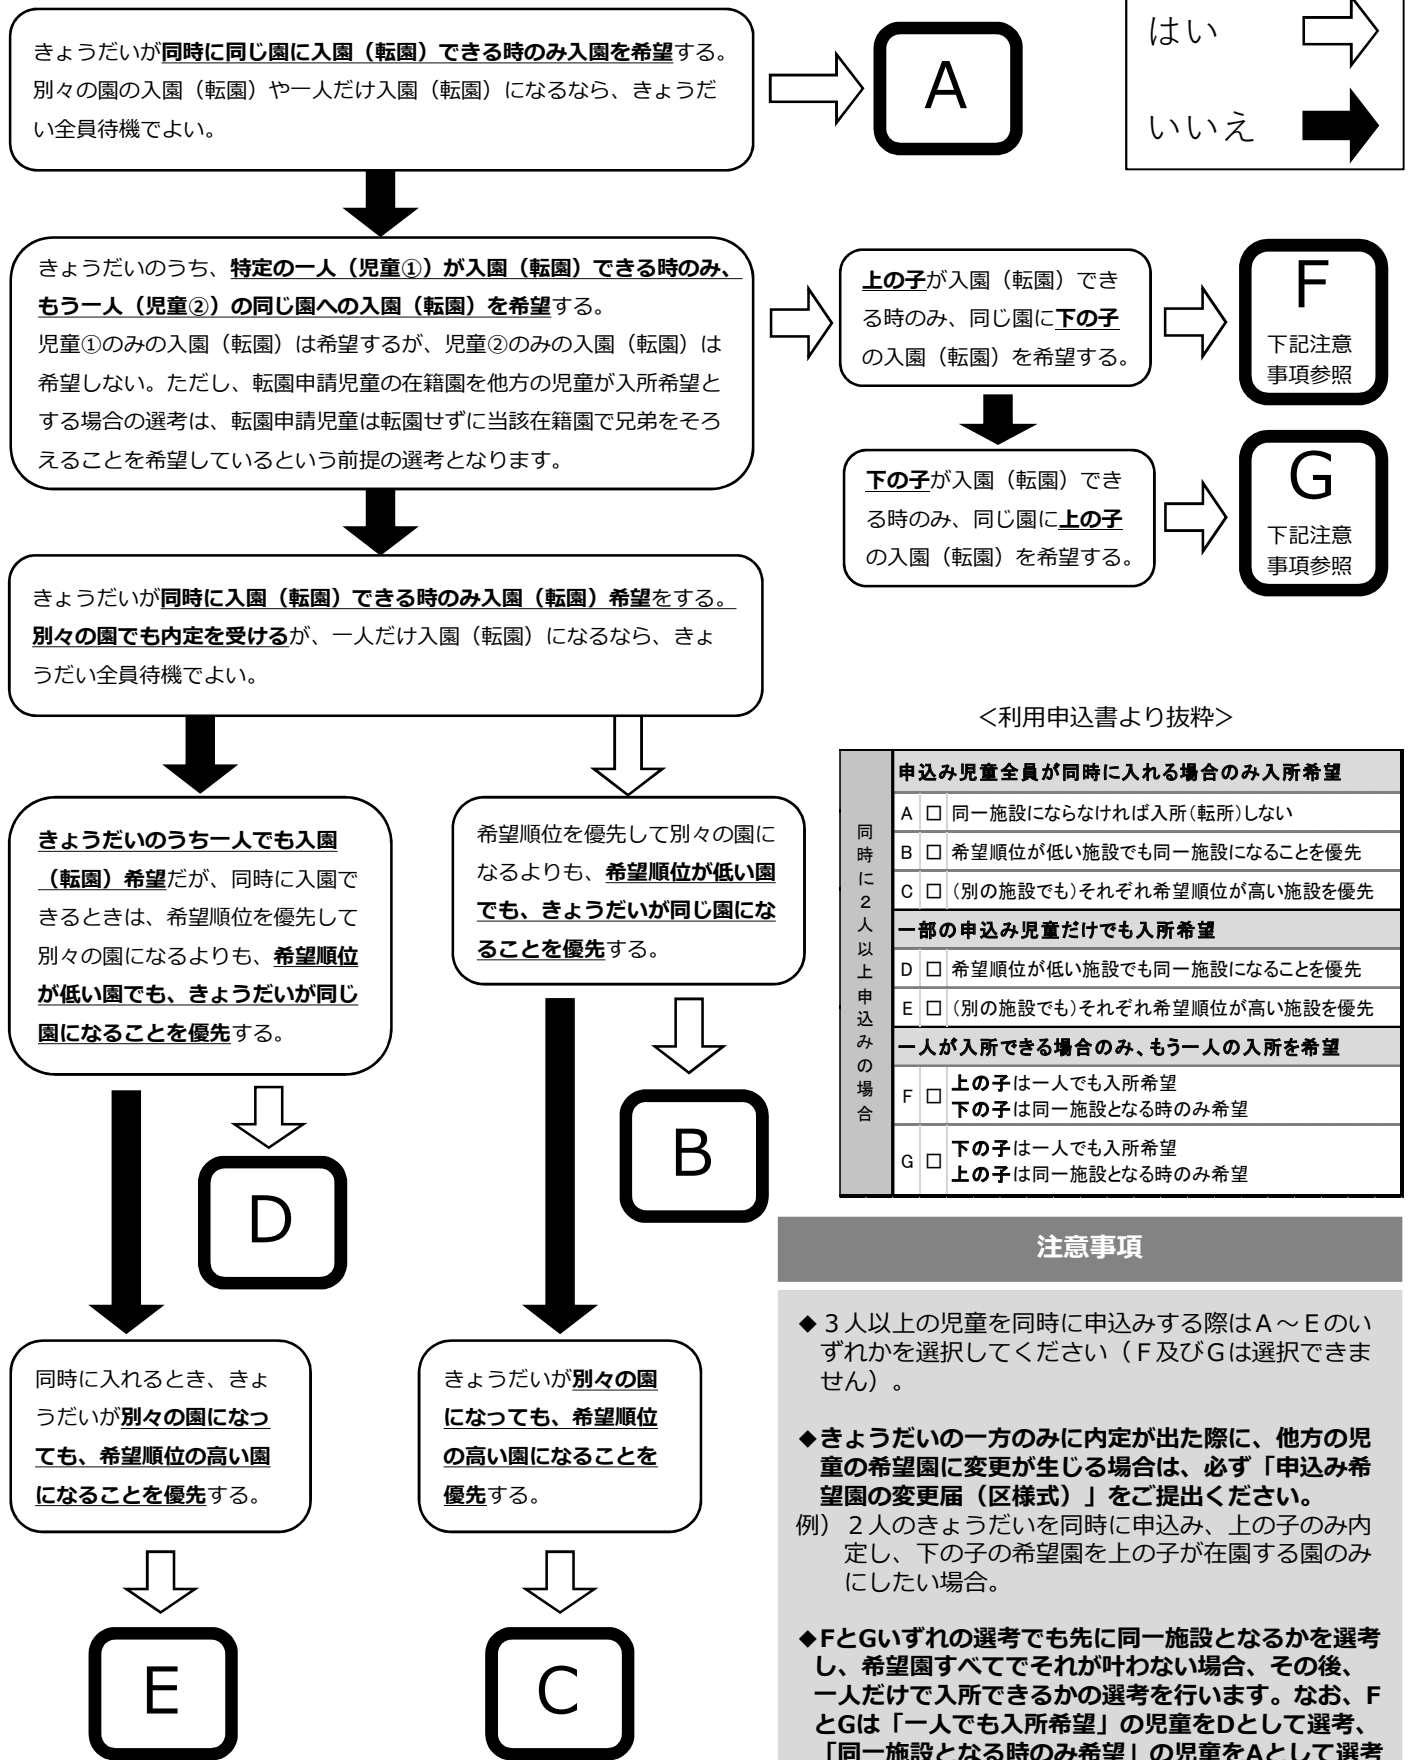 きょうだいが同時に同じ園に入園（転園）できる時のみ入園を希望する。
別々の園の入園（転園）や一人だけ入園（転園）になるなら、きょうだ
い全員待機でよい。
A
はい
いいえ
きょうだいのうち、特定の一人（児童①）が入園（転園）できる時のみ、
もう一人（児童②）の同じ園への入園（転園）を希望する。
児童①のみの入園（転園）は希望するが、児童②のみの入園（転園）は
希望しない。ただし、転園申請児童の在籍園を他方の児童が入所希望と
する場合の選考は、転園申請児童は転園せずに当該在籍園で兄弟をそろ
えることを希望しているという前提の選考となります。
上の子が入園（転園）でき
る時のみ、同じ園に下の子
の入園（転園）を希望する。
F
下記注意
事項参照
下の子が入園（転園）でき
る時のみ、同じ園に上の子
の入園（転園）を希望する。
G
下記注意
事項参照
きょうだいが同時に入園（転園）できる時のみ入園（転園）希望をする。
別々の園でも内定を受けるが、一人だけ入園（転園）になるなら、きょ
うだい全員待機でよい。
きょうだいのうち一人でも入園
（転園）希望だが、同時に入園で
きるときは、希望順位を優先して
別々の園になるよりも、希望順位
が低い園でも、きょうだいが同じ
園になることを優先する。
希望順位を優先して別々の園に
なるよりも、希望順位が低い園
でも、きょうだいが同じ園にな
ることを優先する。
D
B
同時に入れるとき、きょ
うだいが別々の園になっ
ても、希望順位の高い園
になることを優先する。
きょうだいが別々の園
になっても、希望順位
の高い園になることを
優先する。
E
C
＜利用申込書より抜粋＞
同時に２人以上申込みの場合
申込み児童全員が同時に入れる場合のみ入所希望
A □ 同一施設にならなければ入所(転所)しない
B □ 希望順位が低い施設でも同一施設になることを優先
C □ (別の施設でも)それぞれ希望順位が高い施設を優先
一部の申込み児童だけでも入所希望
D □ 希望順位が低い施設でも同一施設になることを優先
E □ (別の施設でも)それぞれ希望順位が高い施設を優先
一人が入所できる場合のみ、もう一人の入所を希望
F □ 上の子は一人でも入所希望
下の子は同一施設となる時のみ希望
G □ 下の子は一人でも入所希望
上の子は同一施設となる時のみ希望
注意事項
◆３人以上の児童を同時に申込みする際はＡ～Ｅのい
ずれかを選択してください（Ｆ及びＧは選択できま
せん）。
◆きょうだいの一方のみに内定が出た際に、他方の児
童の希望園に変更が生じる場合は、必ず「申込み希
望園の変更届（区様式）」をご提出ください。
例）２人のきょうだいを同時に申込み、上の子のみ内
定し、下の子の希望園を上の子が在園する園のみ
にしたい場合。
◆FとGいずれの選考でも先に同一施設となるかを選考
し、希望園すべてでそれが叶わない場合、その後、
一人だけで入所できるかの選考を行います。なお、F
とGは「一人でも入所希望」の児童をDとして選考、
「同一施設となる時のみ希望」の児童をAとして選考